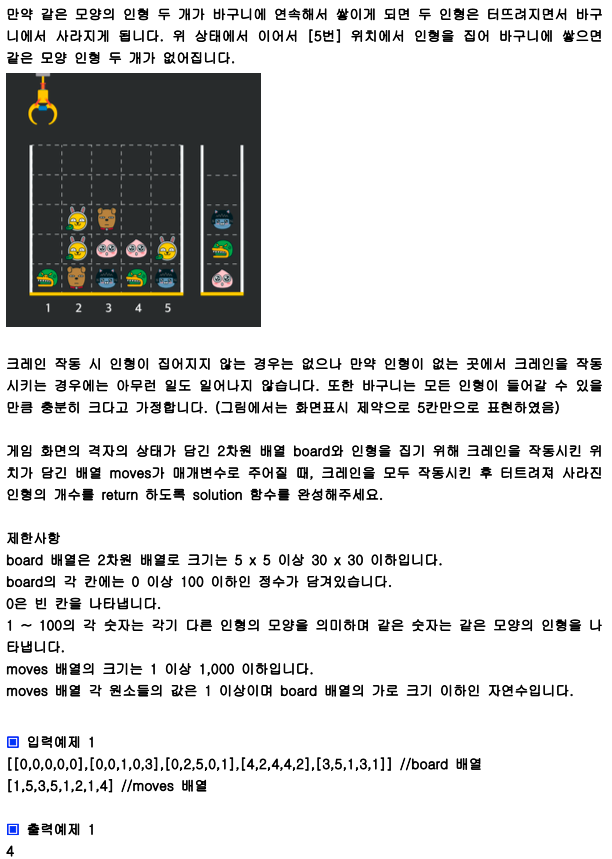 만약 같은 모양의 인형 두 개가 바구니에 연속해서 쌓이게 되면 두 인형은 터뜨려지면서 바구
니에서 사라지게 됩니다. 위 상태에서 이어서 [5번] 위치에서 인형을 집어 바구니에 쌓으면
같은 모양 인형 두 개가 없어집니다.
1 2 3 4 5
크레인 작동 시 인형이 집어지지 않는 경우는 없으나 만약 인형이 없는 곳에서 크레인을 작동
시키는 경우에는 아무런 일도 일어나지 않습니다. 또한 바구니는 모든 인형이 들어갈 수 있을
만큼 충분히 크다고 가정합니다. (그림에서는 화면표시 제약으로 5칸만으로 표현하였음)
게임 화면의 격자의 상태가 담긴 2차원 배열 board와 인형을 집기 위해 크레인을 작동시킨 위
치가 담긴 배열 moves가 매개변수로 주어질 때, 크레인을 모두 작동시킨 후 터트려져 사라진
인형의 개수를 return 하도록 solution 함수를 완성해주세요.
제한사항
board 배열은 2차원 배열로 크기는 5 x 5 이상 30 x 30 이하입니다.
board의 각 칸에는 0 이상 100 이하인 정수가 담겨있습니다.
0은 빈 칸을 나타냅니다.
1 ~ 100의 각 숫자는 각기 다른 인형의 모양을 의미하며 같은 숫자는 같은 모양의 인형을 나
타냅니다.
moves 배열의 크기는 1 이상 1,000 이하입니다.
moves 배열 각 원소들의 값은 1 이상이며 board 배열의 가로 크기 이하인 자연수입니다.
▣ 입력예제 1
[[0,0,0,0,0],[0,0,1,0,3],[0,2,5,0,1],[4,2,4,4,2],[3,5,1,3,1]] //board 배열
[1,5,3,5,1,2,1,4] //moves 배열
▣ 출력예제 1
4